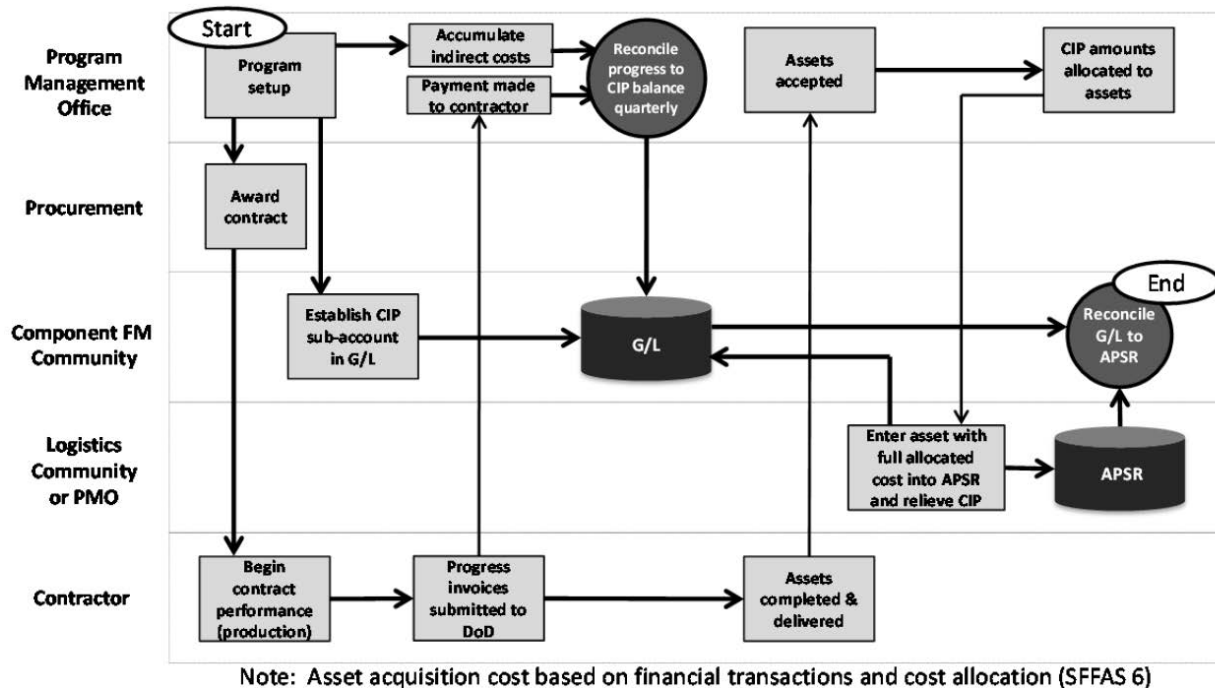 Start
Program
Management
Office
Program
setup
Accumulate
indirect costs
Payment made
to contractor
Reconcile
progress to
CIP balance
quarterly
Assets
accepted
CIP amounts
allocated to
assets
Procurement
Award
contract
Component FM
Community
Establish CIP
sub-account
in G/L
G/L
End
Reconcile
G/L to
APSR
Logistics
Community
or PMO
Enter asset with
full allocated
cost into APSR
and relieve CIP
APSR
Contractor
Begin
contract
performance
(production)
Progress
invoices
submitted to
DoD
Assets
completed &
delivered
Note: Asset acquisition cost based on financial transactions and cost allocation (SFFAS 6)